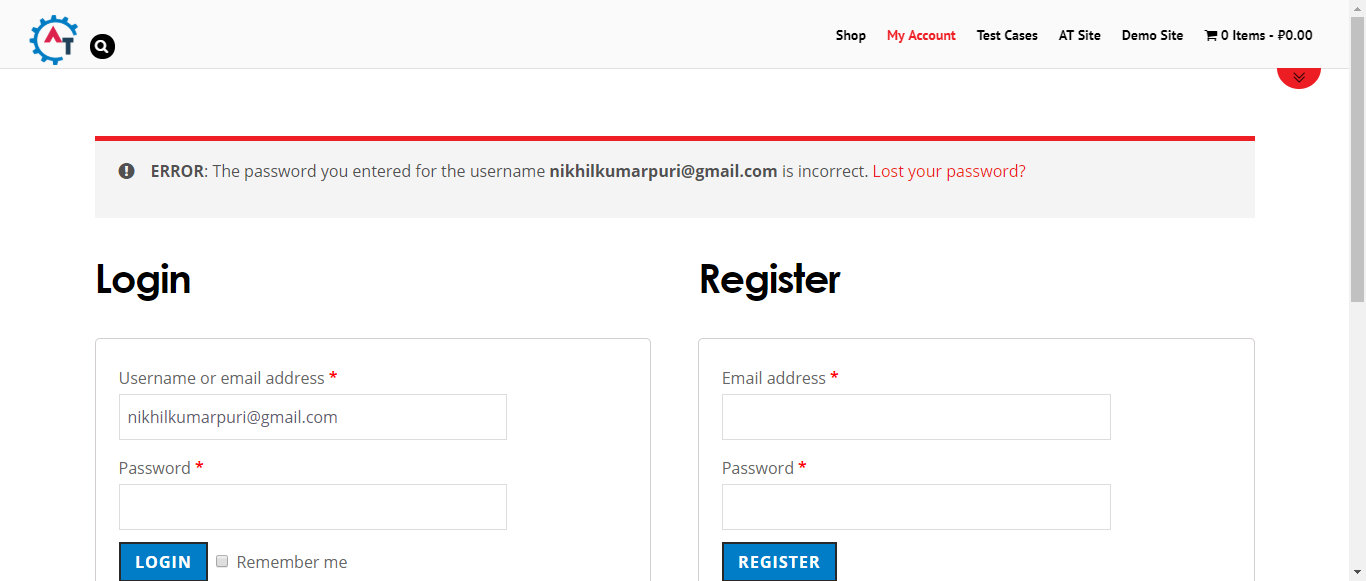 AT
Shop My Account Test Cases AT Site Demo Site 0 Items - ₽0.00
ERROR: The password you entered for the username nikhilkumarpuri@gmail.com is incorrect. Lost your password?
Login
Register
Username or email address *
nikhilkumarpuri@gmail.com
Password *
LOGIN Remember me
Email address *
Password *
REGISTER